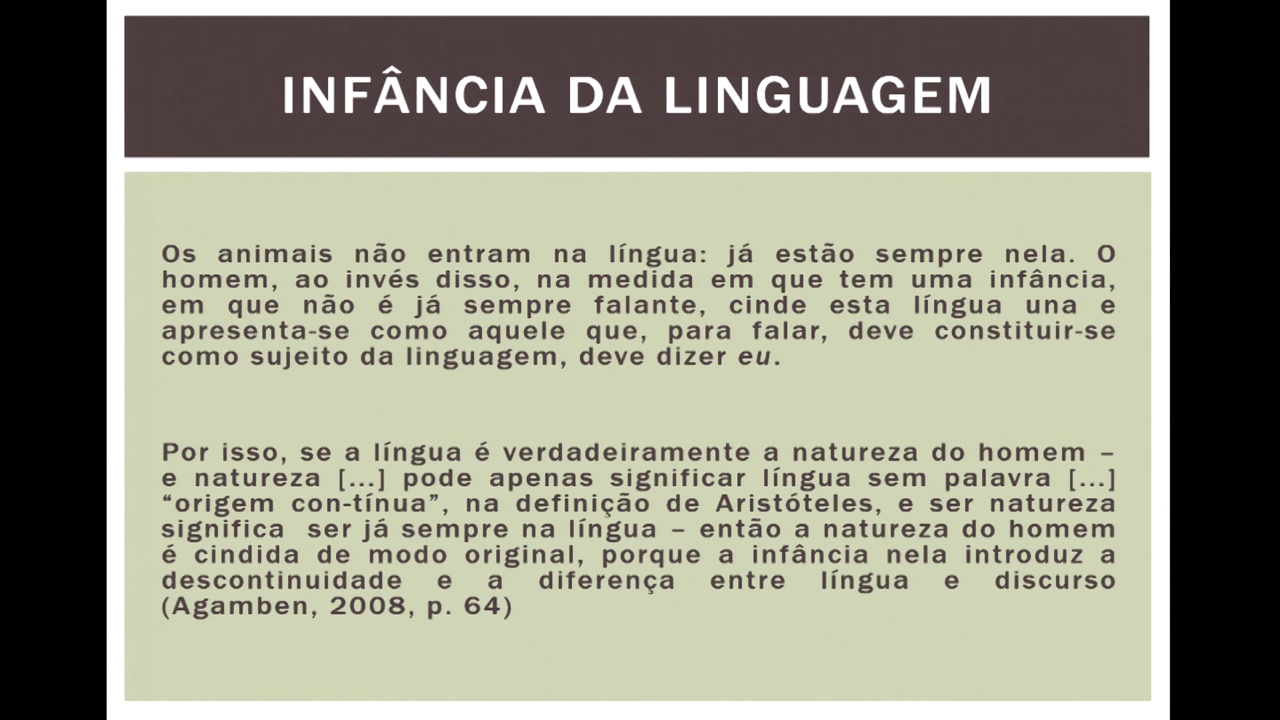 INFÂNCIA DA LINGUAGEM
Os animais não entram na língua: já estão sempre nela. O
homem, ao invés disso, na medida em que tem uma infância,
em que não é já sempre falante, cinde esta língua una e
apresenta-se como aquele que, para falar, deve constituir-se
como sujeito da linguagem, deve dizer eu.
Por isso, se a língua é verdadeiramente a natureza do homem –
e natureza [...] pode apenas significar língua sem palavra [...]
“origem con-tínua”, na definição de Aristóteles, e ser natureza
significa ser já sempre na língua – então a natureza do homem
é cindida de modo original, porque a infância nela introduz a
descontinuidade e a diferença entre língua e discurso
(Agamben, 2008, p. 64)